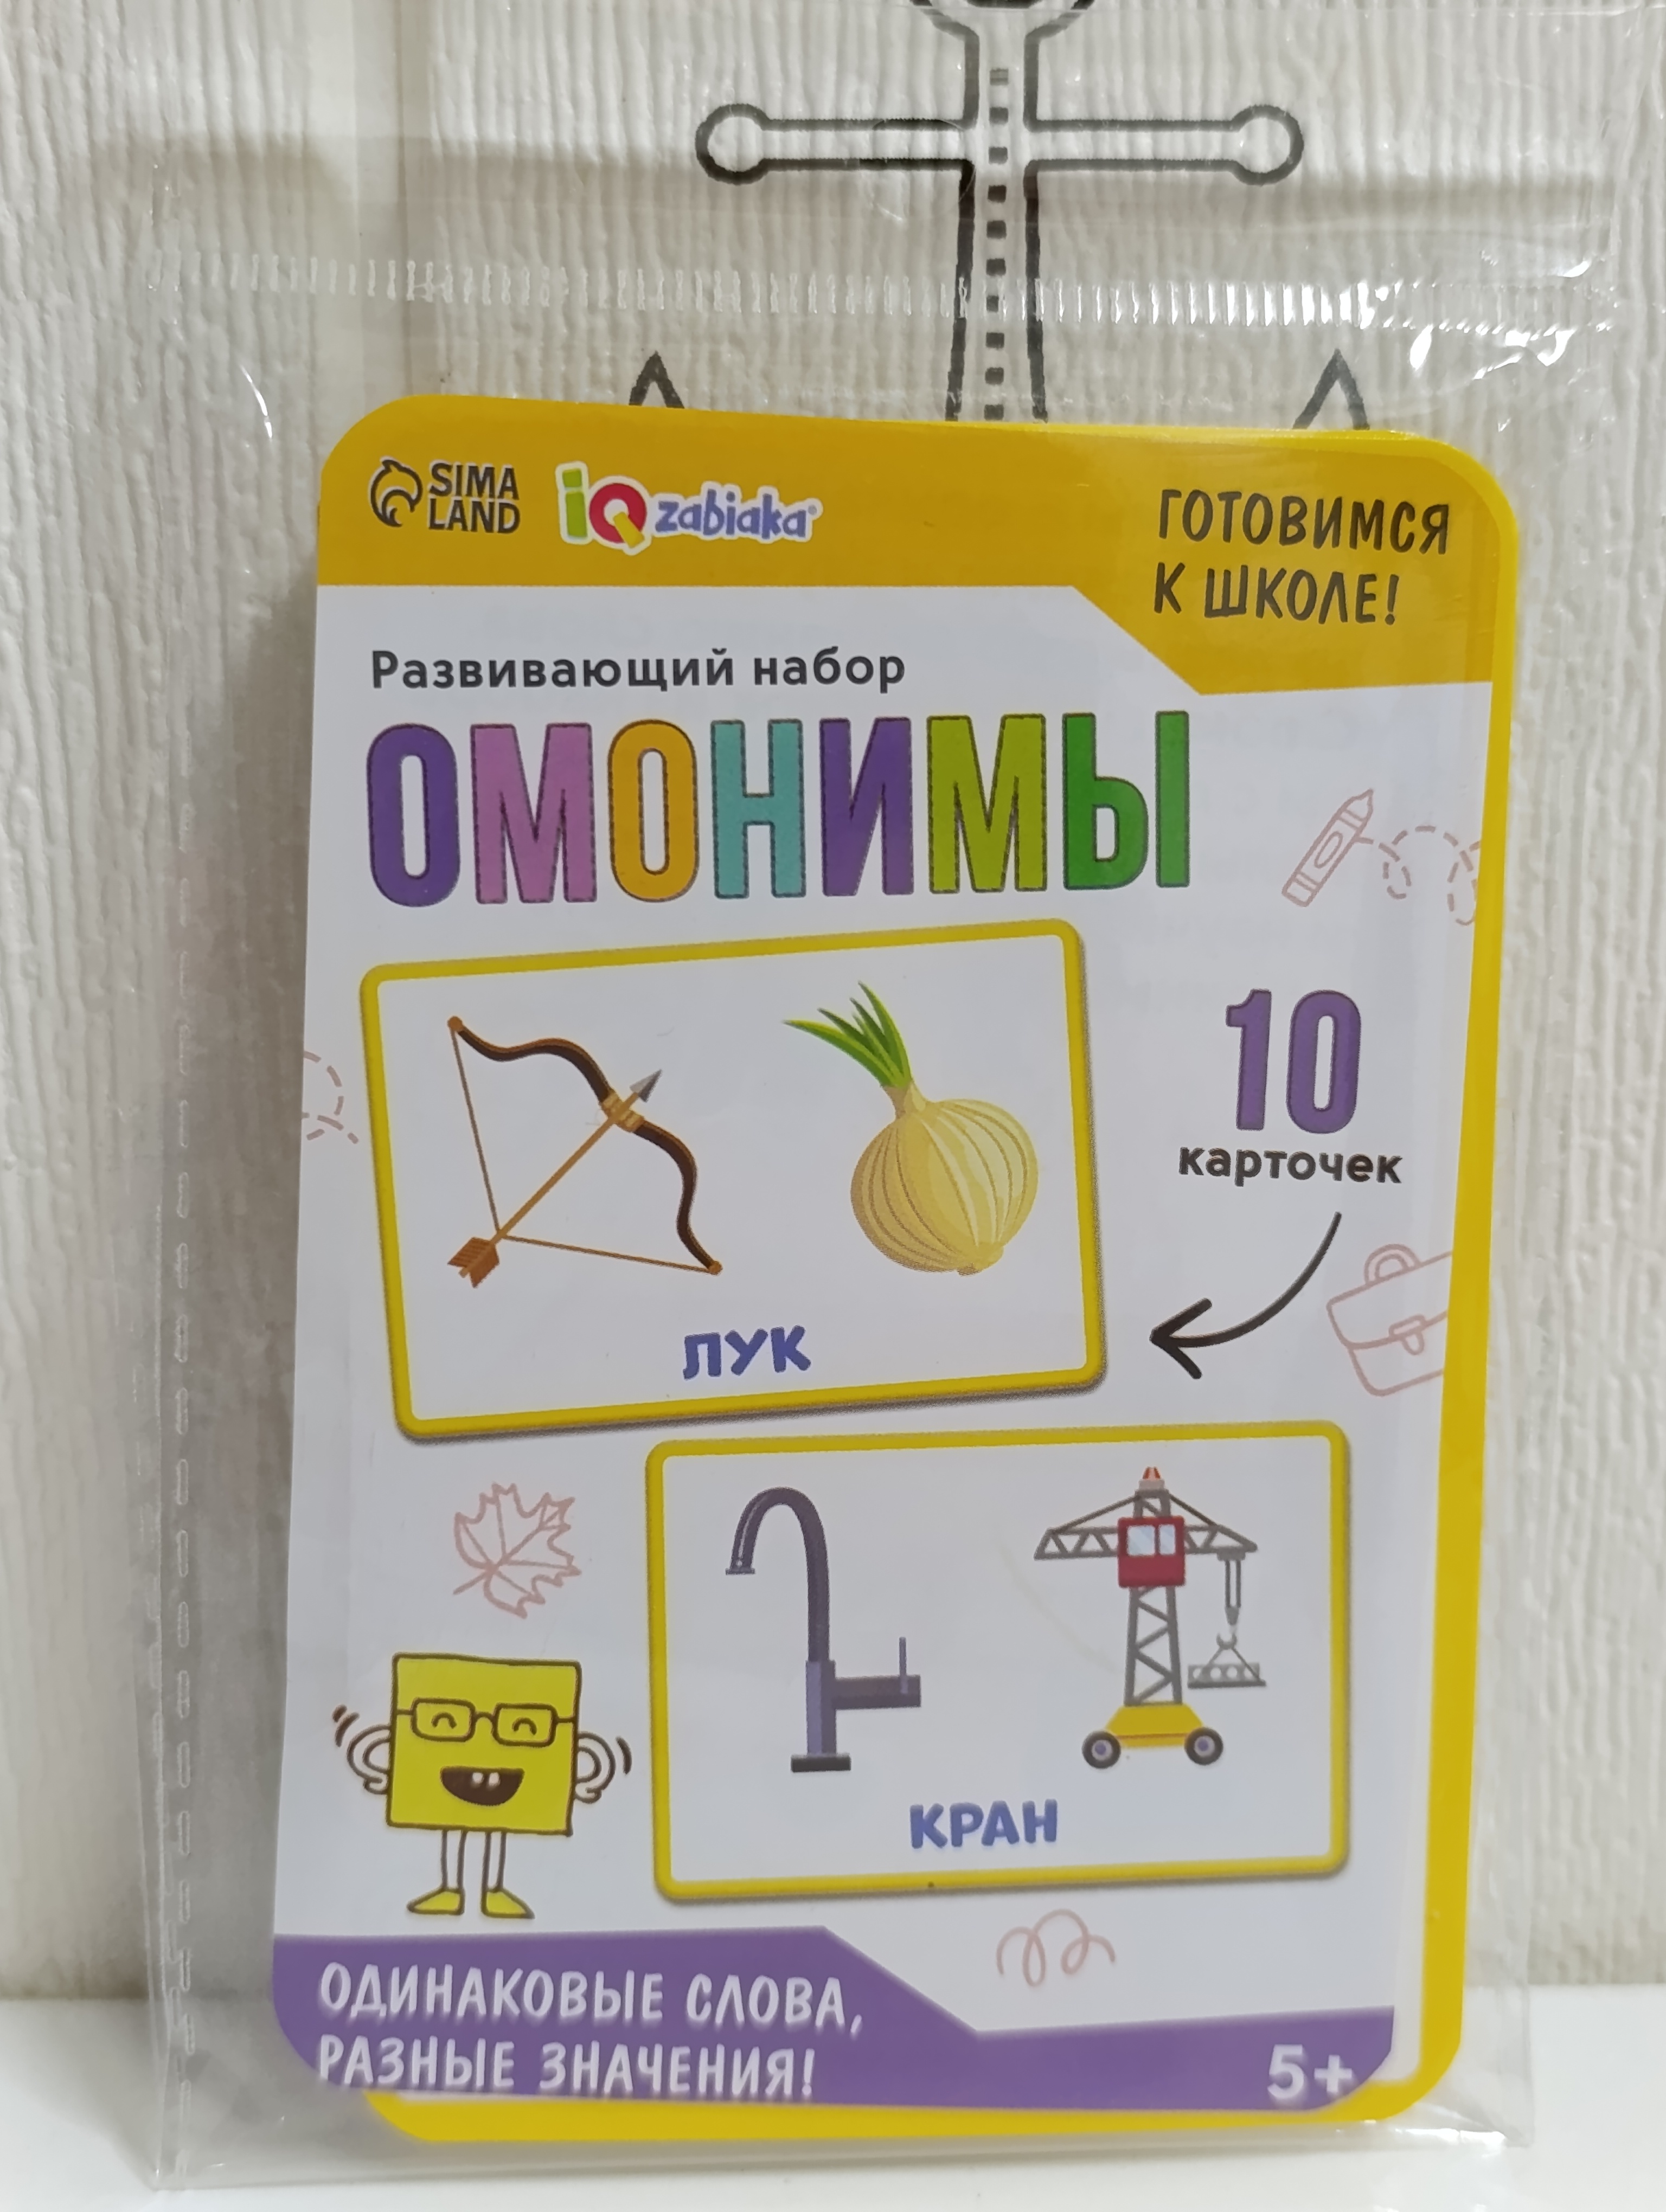 SIMA
LAND
iQ zabiaka
ГОТОВИМСЯ
К ШКОЛЕ!
Развивающий набор
ОМОНИМЫ
10
карточек
ЛУК
КРАН
ОДИНАКОВЫЕ СЛОВА,
РАЗНЫЕ ЗНАЧЕНИЯ!
5+